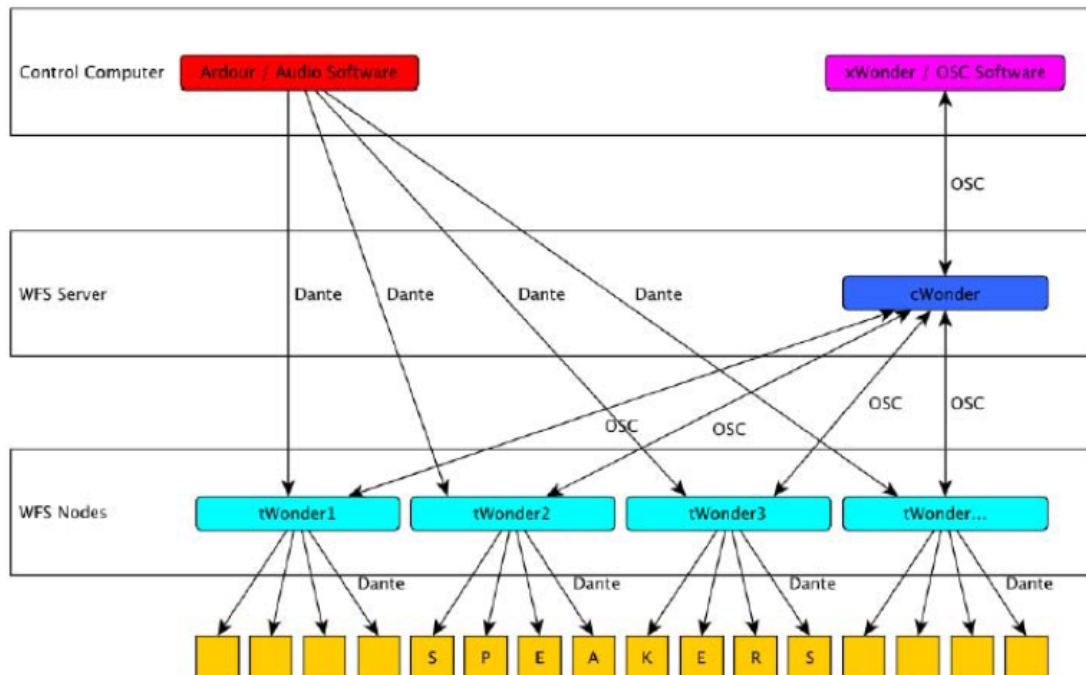 Control Computer
Ardour / Audio Software
xWonder / OSC Software
OSC
WFS Server
Dante
Dante
Dante
Dante
cWonder
OSC
OSC
OSC
OSC
WFS Nodes
tWonder1
tWonder2
tWonder3
tWonder...
Dante
Dante
Dante
Dante
S P E A K E R S